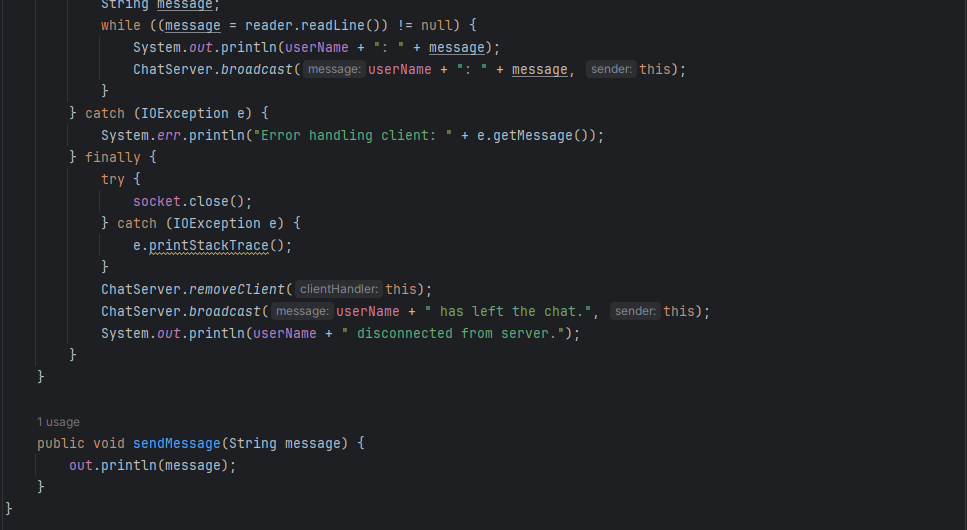 String message;
while ((message = reader.readLine()) != null) {
System.out.println(userName + ": " + message);
ChatServer.broadcast( message: userName + ": " + message, sender: this);
}
} catch (IOException e) {
System.err.println("Error handling client: " + e.getMessage());
} finally {
try {
socket.close();
} catch (IOException e) {
e.printStackTrace();
}
ChatServer.removeClient( clientHandler: this);
ChatServer.broadcast( message: userName + " has left the chat.", sender: this);
System.out.println(userName + " disconnected from server.");
}
}
1 usage
public void sendMessage(String message) {
out.println(message);
}
}